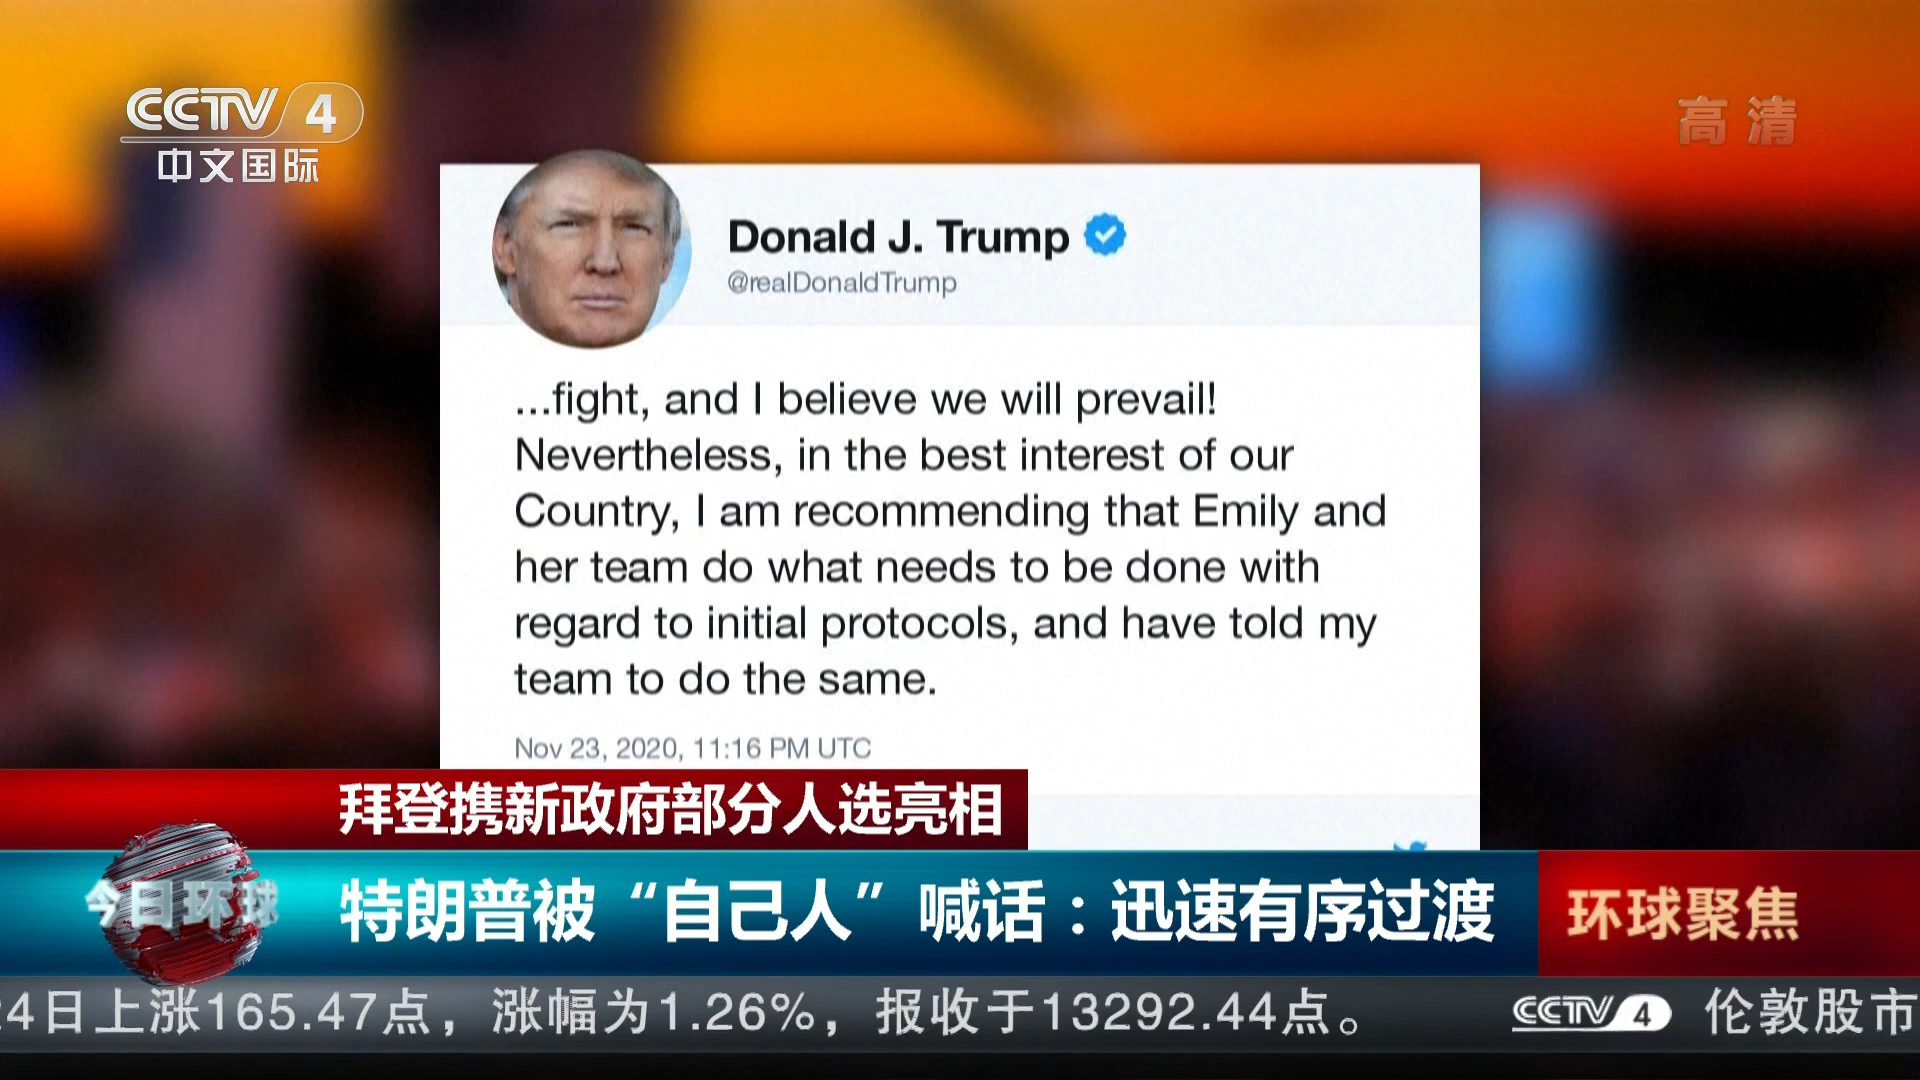 CCTV 4
中文国际
高清
Donald J. Trump
@realDonaldTrump
...fight, and I believe we will prevail!
Nevertheless, in the best interest of our
Country, I am recommending that Emily and
her team do what needs to be done with
regard to initial protocols, and have told my
team to do the same.
Nov 23, 2020, 11:16 PM UTC
拜登携新政府部分人选亮相
今日环球
特朗普被“自己人”喊话：迅速有序过渡
环球聚焦
24日上涨165.47点，涨幅为1.26%，报收于13292.44点。 CCTV 4 伦敦股市